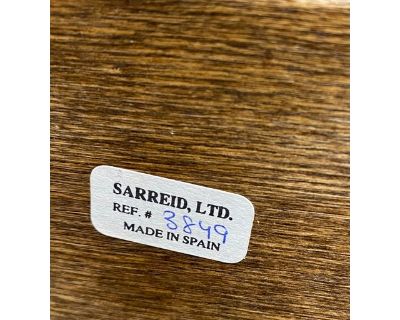 SARREID, LTD.
REF. # 3849
MADE IN SPAIN